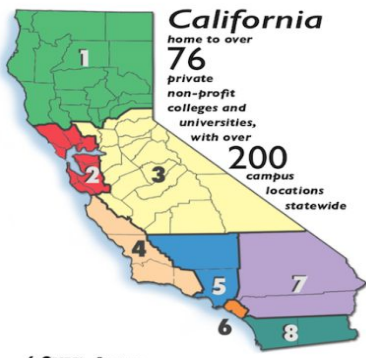 California
home to over
76
private
non-profit
colleges and
universities,
with over
200
campus
locations
statewide
1
2
3
4
5
6
7
8